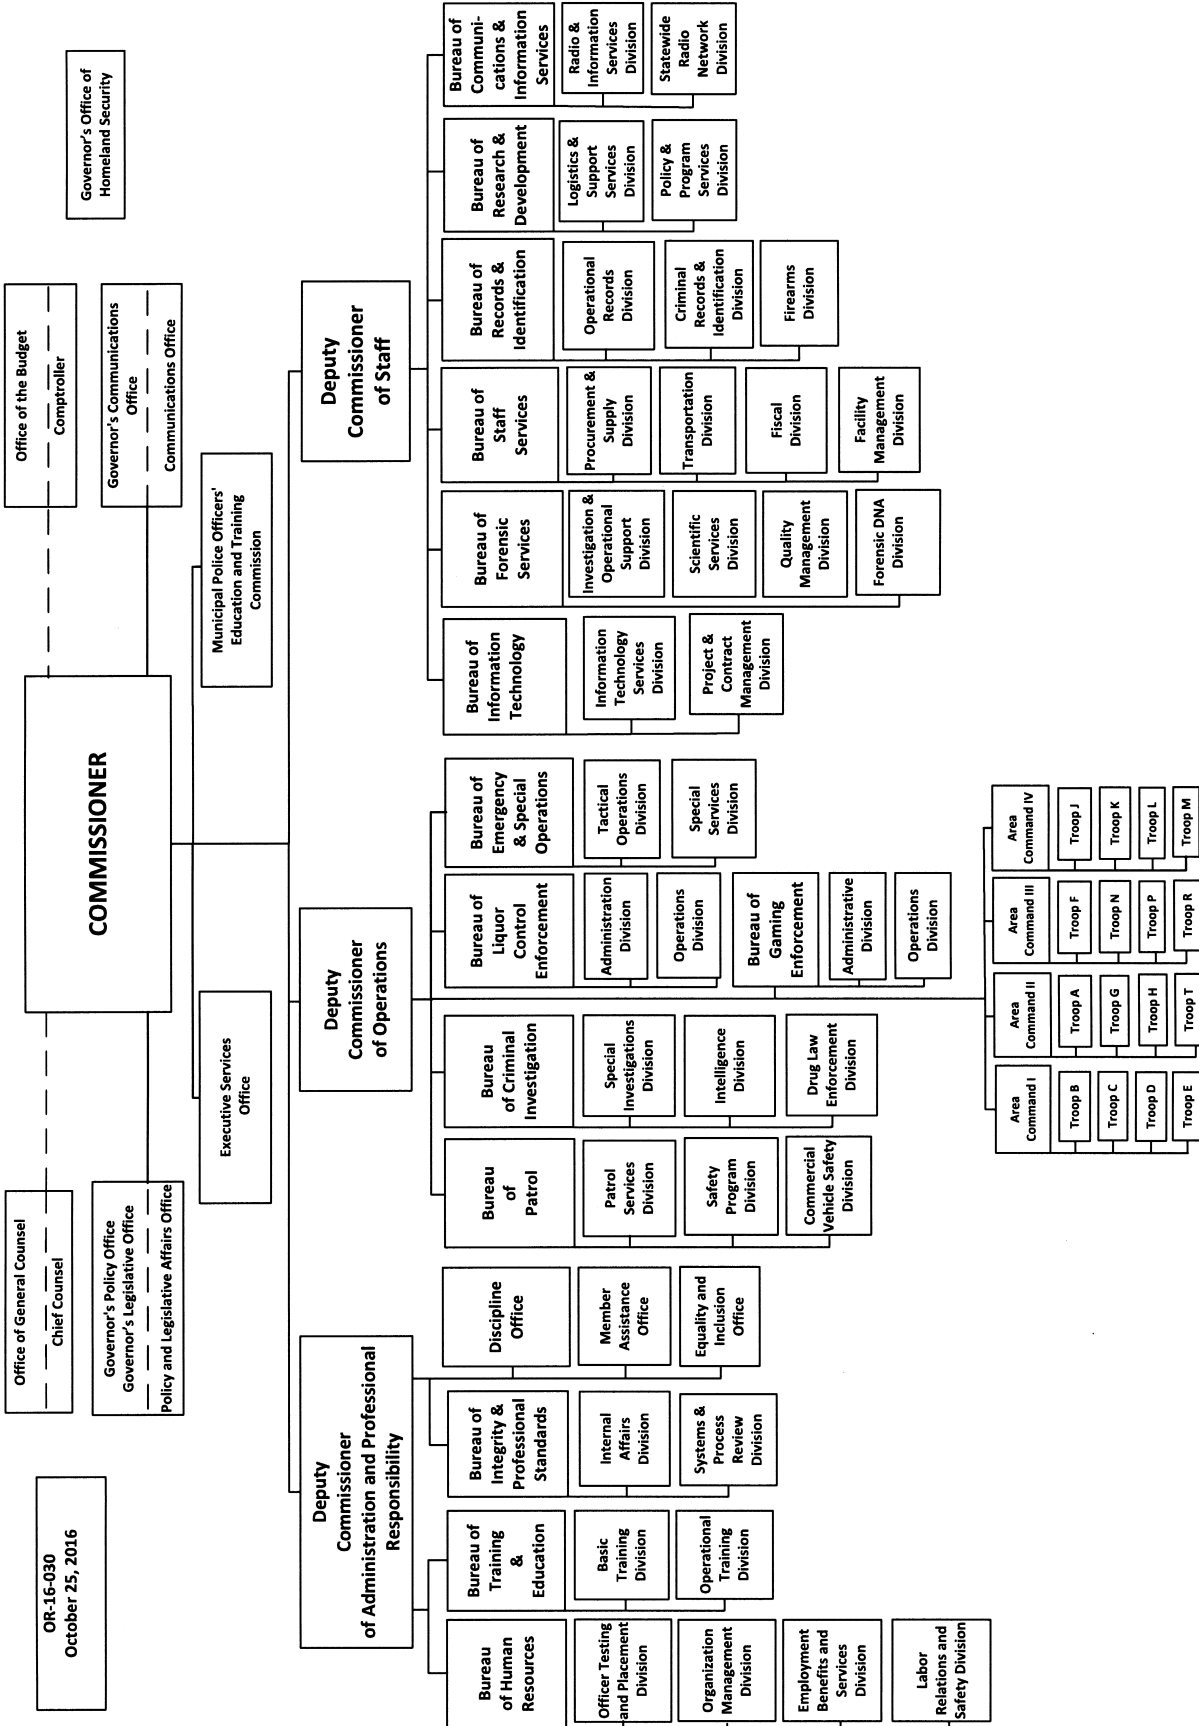 OR-16-030
October 25, 2016
Office of General Counsel
Chief Counsel
Governor's Policy Office
Governor's Legislative Office
Policy and Legislative Affairs Office
COMMISSIONER
Office of the Budget
Comptroller
Governor's Communications
Office
Communications Office
Governor's Office of
Homeland Security
Executive Services
Office
Municipal Police Officers'
Education and Training
Commission
Deputy
Commissioner
of Administration and Professional
Responsibility
Deputy
Commissioner
of Operations
Deputy
Commissioner
of Staff
Bureau
of Human
Resources
Officer Testing
and Placement
Division
Organization
Management
Division
Employment
Benefits and
Services
Division
Labor
Relations and
Safety Division
Bureau of
Training
&
Education
Basic
Training
Division
Operational
Training
Division
Bureau of
Integrity &
Professional
Standards
Internal
Affairs
Division
Systems &
Process
Review
Division
Discipline
Office
Member
Assistance
Office
Equality and
Inclusion
Office
Bureau
of
Patrol
Patrol
Services
Division
Safety
Program
Division
Commercial
Vehicle Safety
Division
Bureau
of Criminal
Investigation
Special
Investigations
Division
Intelligence
Division
Drug Law
Enforcement
Division
Bureau of
Liquor
Control
Enforcement
Administration
Division
Operations
Division
Bureau of
Gaming
Enforcement
Administrative
Division
Operations
Division
Bureau of
Emergency
& Special
Operations
Tactical
Operations
Division
Special
Services
Division
Area
Command I
Troop B
Troop C
Troop D
Troop E
Area
Command II
Troop A
Troop G
Troop H
Troop T
Area
Command III
Troop F
Troop N
Troop P
Troop R
Area
Command IV
Troop J
Troop K
Troop L
Troop M
Bureau of
Information
Technology
Information
Technology
Services
Division
Project &
Contract
Management
Division
Bureau of
Forensic
Services
Investigation &
Operational
Support
Division
Scientific
Services
Division
Quality
Management
Division
Forensic DNA
Division
Bureau of
Staff
Services
Procurement &
Supply
Division
Transportation
Division
Fiscal
Division
Facility
Management
Division
Bureau of
Records &
Identification
Operational
Records
Division
Criminal
Records &
Identification
Division
Firearms
Division
Bureau of
Research &
Development
Logistics &
Support
Services
Division
Policy &
Program
Services
Division
Bureau of
Communi-
cations &
Information
Services
Radio &
Information
Services
Division
Statewide
Radio
Network
Division